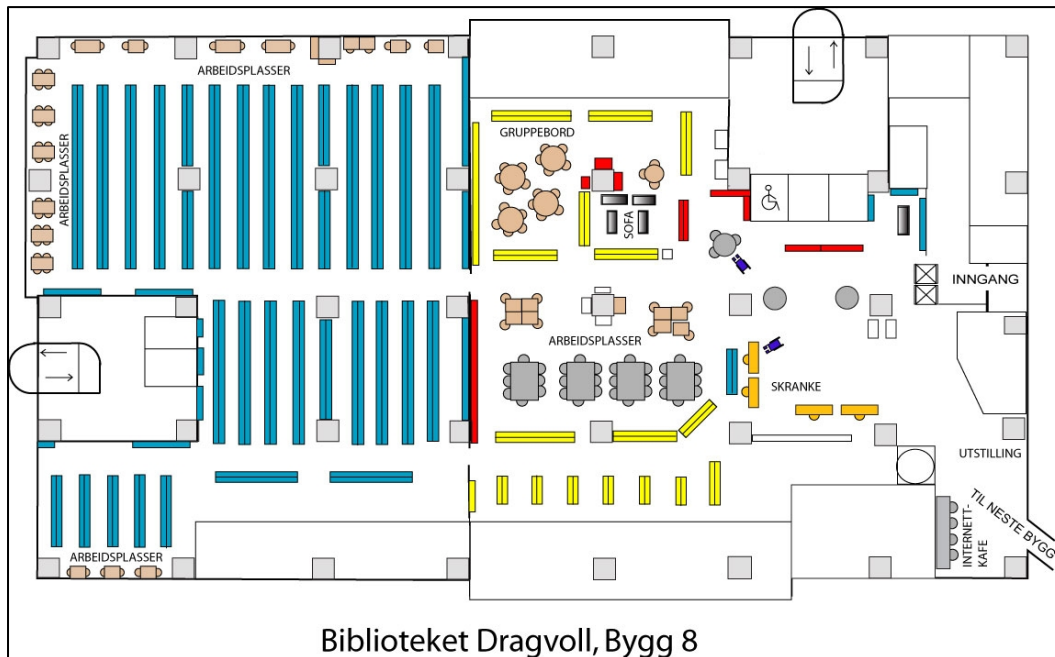 ARBEIDSPLASSER
ARBEIDSPLASSER
GRUPPEBORD
SOFA
INNGANG
ARBEIDSPLASSER
SKRANKE
UTSTILLING
TIL NESTE BYGG
INTERNETT-
KAFE
ARBEIDSPLASSER
Biblioteket Dragvoll, Bygg 8